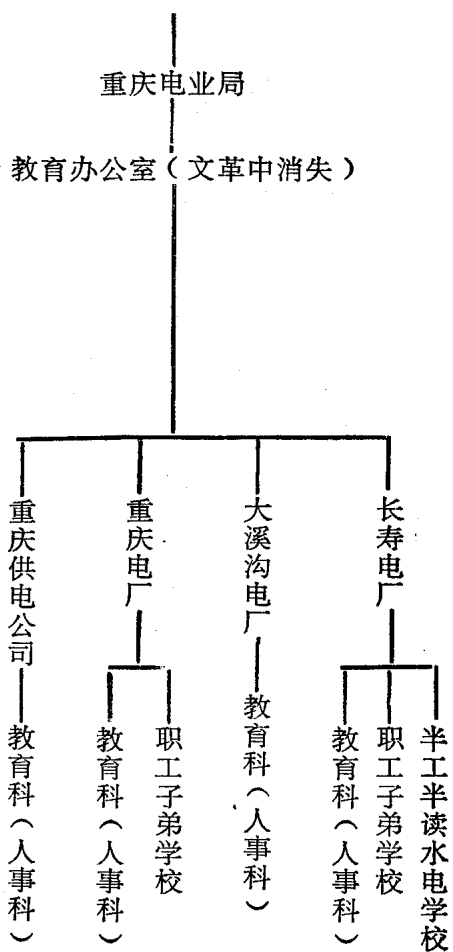 重庆电业局
教育办公室（文革中消失）
重庆供电公司
重庆电厂
大溪沟电厂
长寿电厂
教育科（人事科）
教育科（人事科）
职工子弟学校
教育科（人事科）
教育科（人事科）
职工子弟学校
半工半读水电学校